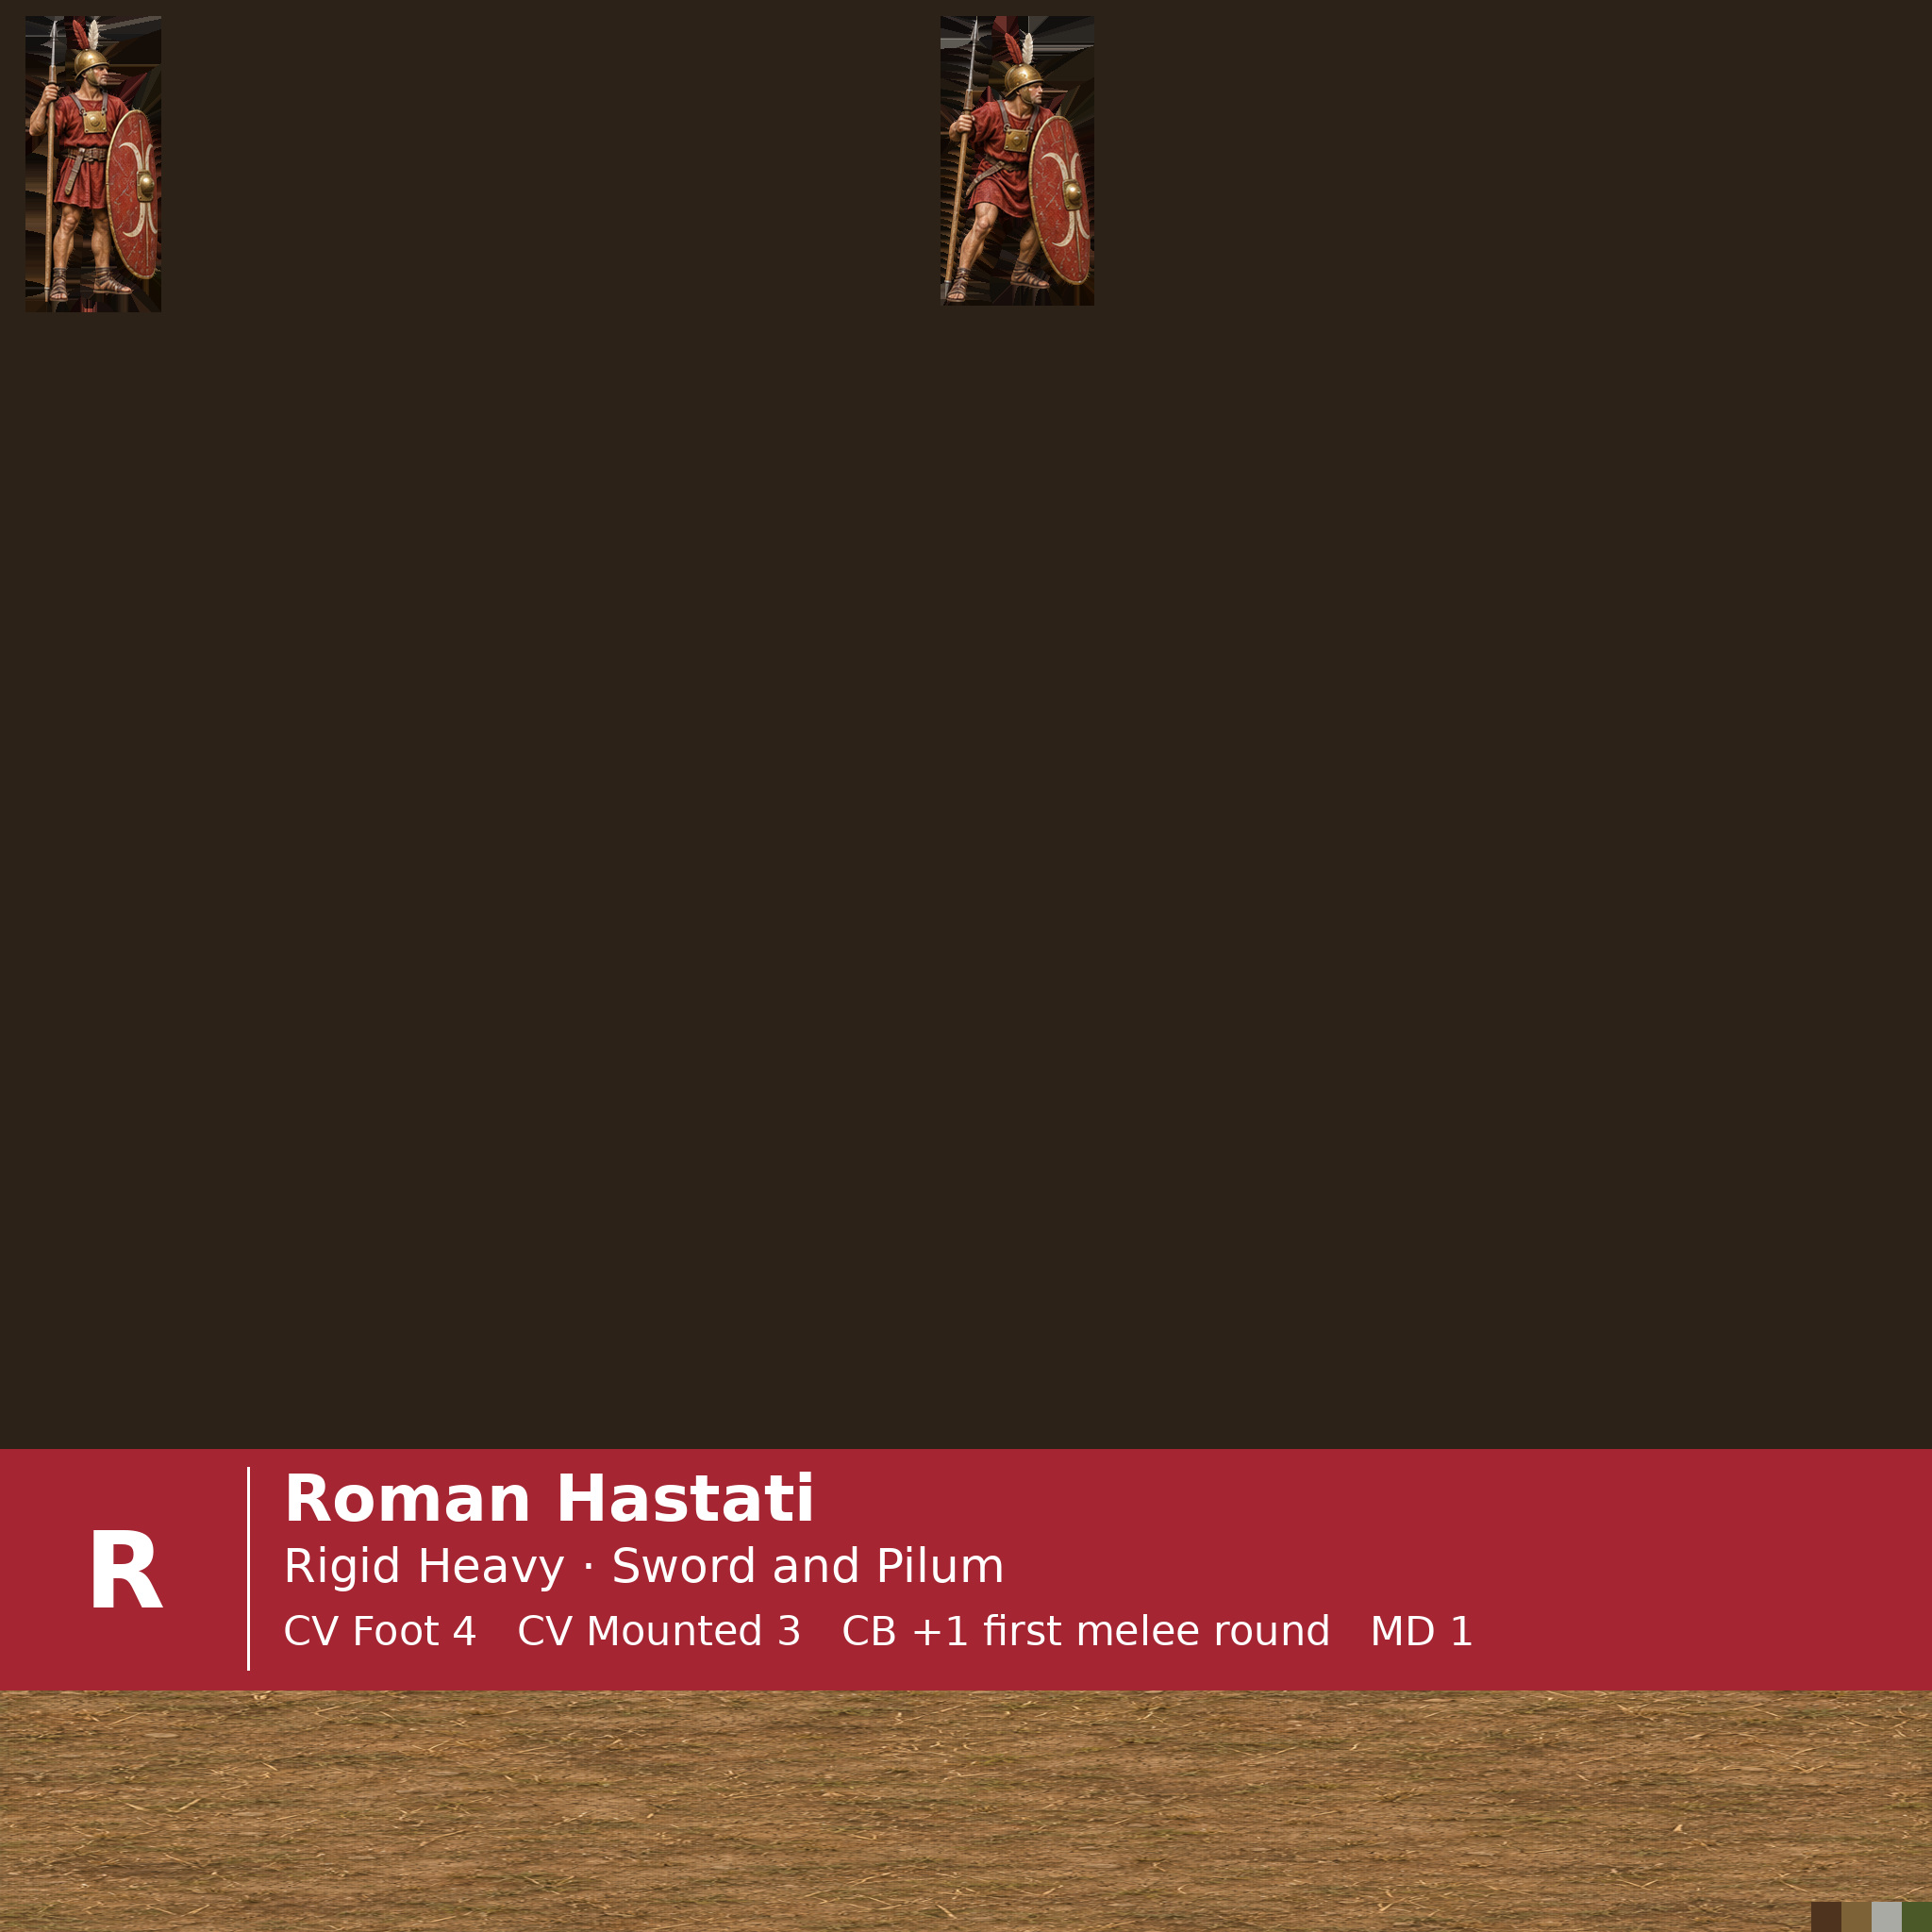 R
Roman Hastati
Rigid Heavy · Sword and Pilum
CV Foot 4 CV Mounted 3 CB +1 first melee round MD 1